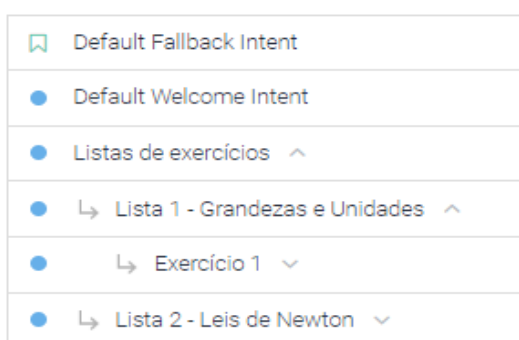 Default Fallback Intent
Default Welcome Intent
Listas de exercícios
Lista 1 - Grandezas e Unidades
Exercício 1
Lista 2 - Leis de Newton